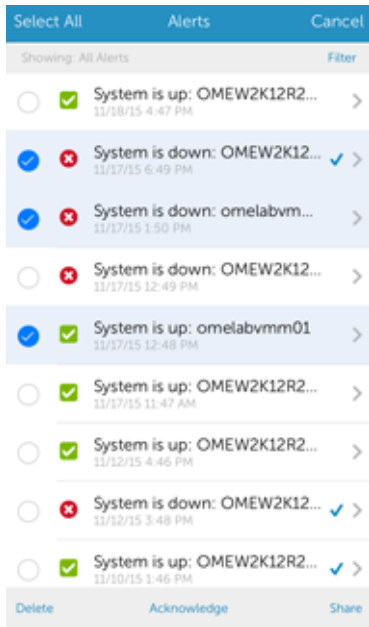 Select All Alerts Cancel
Showing: All Alerts Filter
System is up: OMEW2K12R2...
11/18/15 4:47 PM
System is down: OMEW2K12...
11/17/15 6:49 PM
System is down: omelabvm...
11/17/15 1:50 PM
System is down: OMEW2K12...
11/17/15 12:49 PM
System is up: omelabvmm01
11/17/15 12:48 PM
System is up: OMEW2K12R2...
11/17/15 11:47 AM
System is up: OMEW2K12R2...
11/12/15 4:46 PM
System is down: OMEW2K12...
11/12/15 3:48 PM
System is up: OMEW2K12R2...
11/10/15 1:46 PM
Delete Acknowledge Share